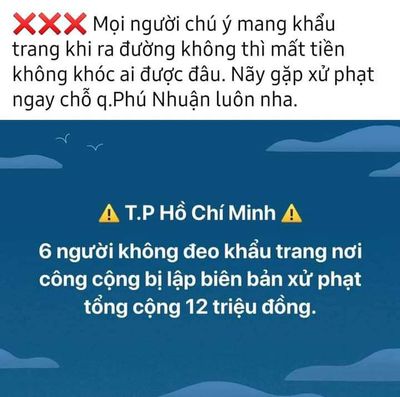 ❌❌❌ Mọi người chú ý mang khẩu
trang khi ra đường không thì mất tiền
không khóc ai được đâu. Nãy gặp xử phạt
ngay chỗ q.Phú Nhuận luôn nha.
⚠️ T.P Hồ Chí Minh ⚠️
6 người không đeo khẩu trang nơi
công cộng bị lập biên bản xử phạt
tổng cộng 12 triệu đồng.